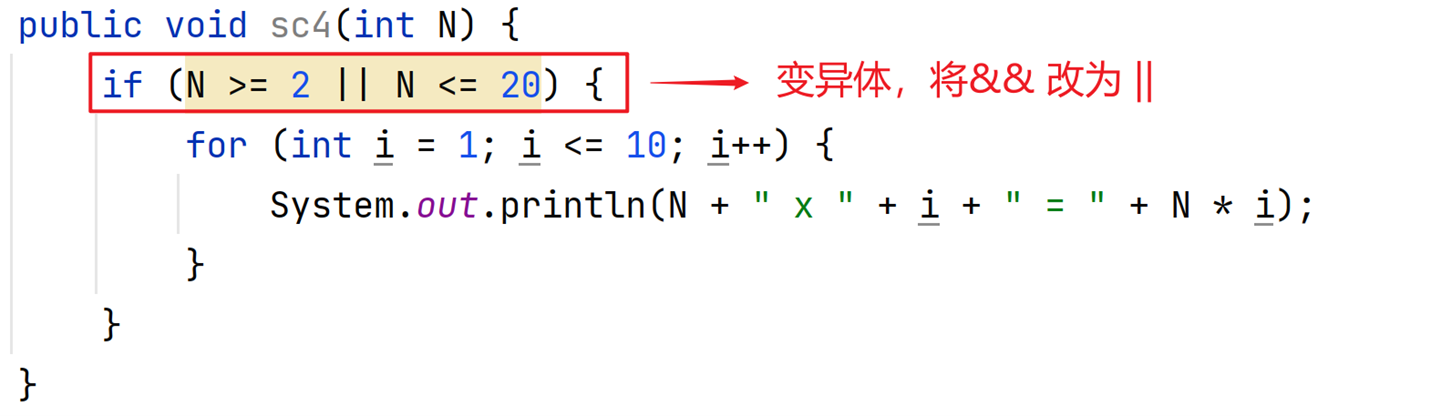 public void sc4(int N) {
if (N >= 2 || N <= 20) {
变异体，将&& 改为 ||
for (int i = 1; i <= 10; i++) {
System.out.println(N + " x " + i + " = " + N * i);
}
}
}